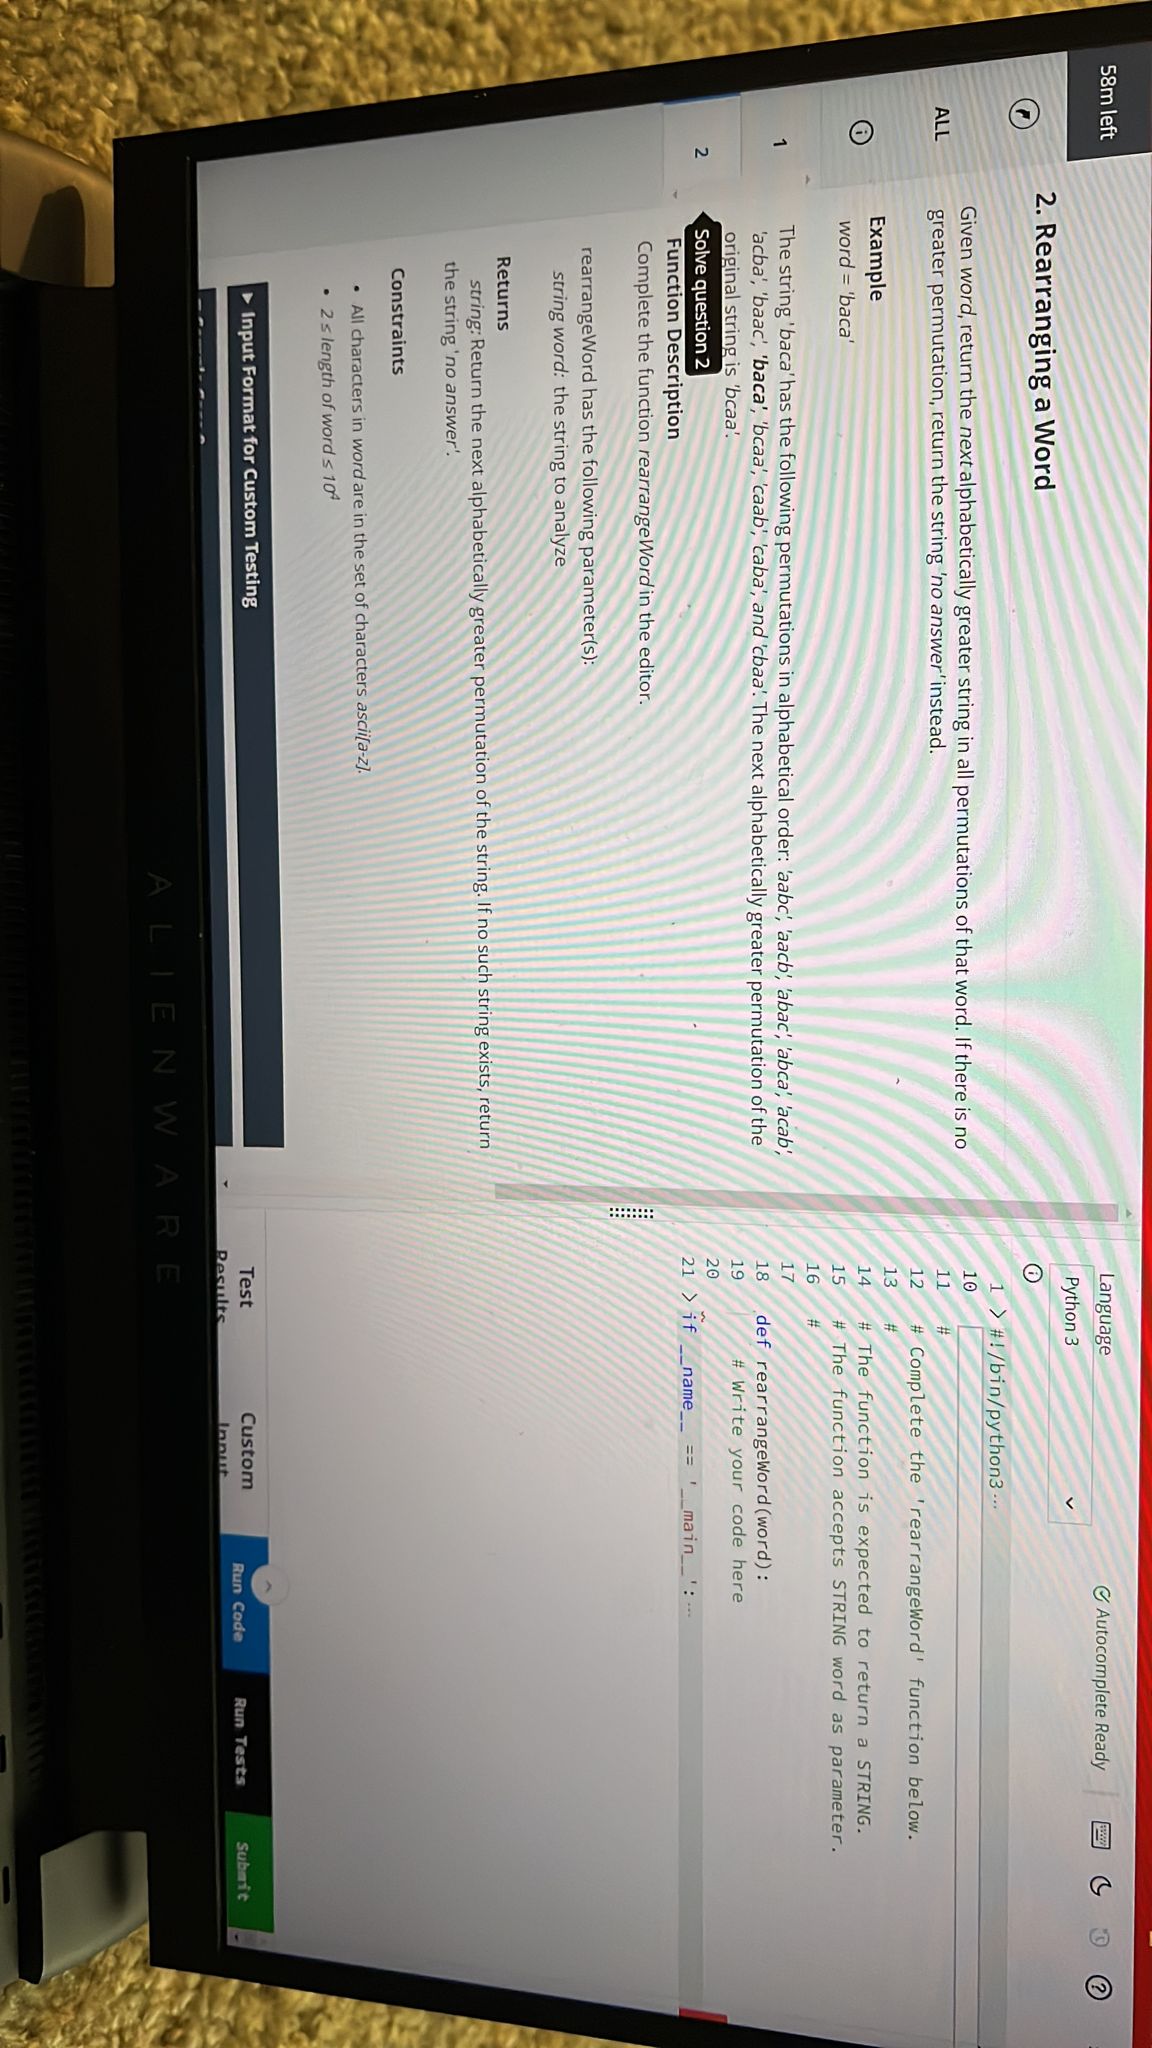 58m left
ALL
1
2
Solve question 2
2. Rearranging a Word
Given word, return the next alphabetically greater string in all permutations of that word. If there is no
greater permutation, return the string 'no answer' instead.
Example
word = 'baca'
The string 'baca' has the following permutations in alphabetical order: 'aabc', 'aacb', 'abac', 'abca', 'acab',
'acba', 'baac', 'baca', 'bcaa', 'caab', 'caba', and 'cbaa'. The next alphabetically greater permutation of the
original string is 'bcaa'.
Function Description
Complete the function rearrangeWord in the editor.
rearrangeWord has the following parameter(s):
string word: the string to analyze
Returns
string: Return the next alphabetically greater permutation of the string. If no such string exists, return
the string 'no answer'.
Constraints
• All characters in word are in the set of characters ascii[a-z].
• 2 ≤ length of word ≤ 10⁴
Input Format for Custom Testing
Language
Python 3
Autocomplete Ready
1 > #!/bin/python3...
10
11 #
12 # Complete the 'rearrangeWord' function below.
13 #
14 # The function is expected to return a STRING.
15 # The function accepts STRING word as parameter.
16 #
17
18 def rearrangeWord(word):
19 # Write your code here
20
21 > if __name__ == '__main__': ...
Test
Results
Custom
Input
Run Code
Run Tests
Submit
ALIENWARE